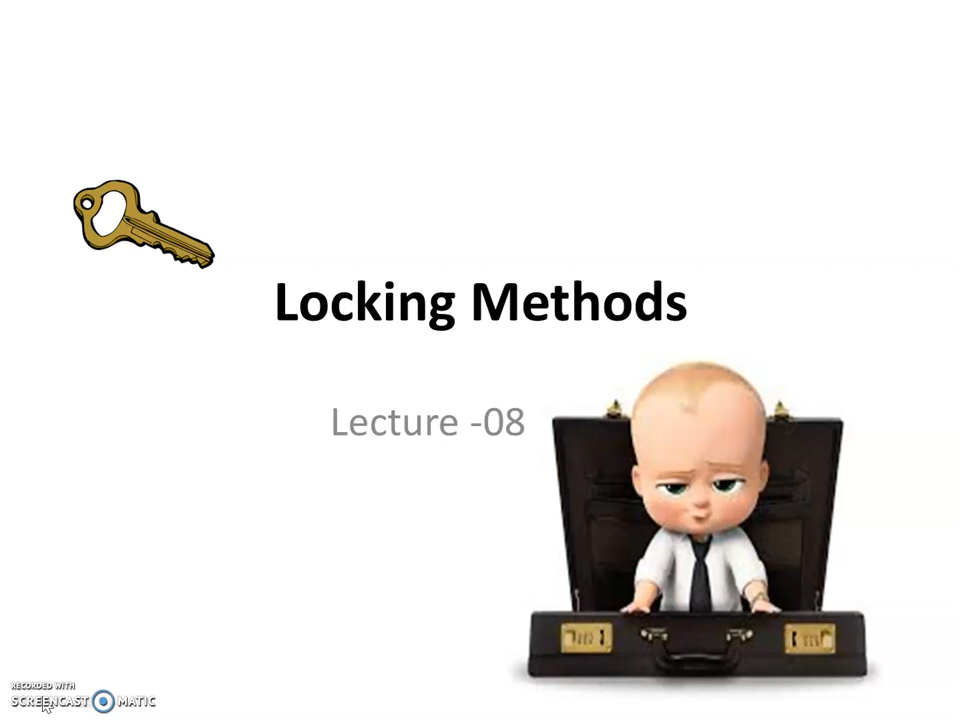 Locking Methods
Lecture -08
RECORDED WITH
SCREENCAST MATIC